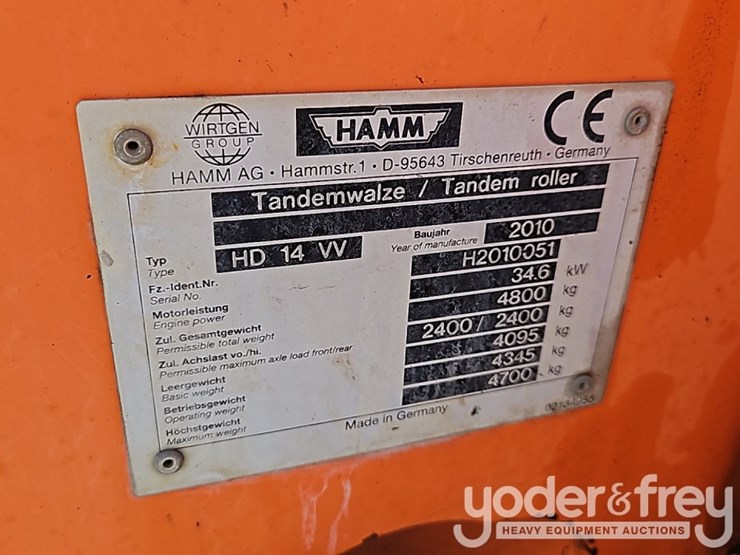 WIRTGEN
GROUP
HAMM
CE
HAMM AG · Hammstr. 1 · D-95643 Tirschenreuth · Germany
Tandemwalze / Tandem roller
Typ
Type
HD 14 VV
Baujahr
Year of manufacture
2010
Fz.-Ident.Nr.
Serial No.
H2010051
Motorleistung
Engine power
34.6 kW
Zul. Gesamtgewicht
Permissible total weight
4800 kg
Zul. Achslast vo./hi.
Permissible maximum axle load front/rear
2400 / 2400 kg
Leergewicht
Basic weight
4095 kg
Betriebsgewicht
Operating weight
4345 kg
Höchstgewicht
Maximum weight
4700 kg
Made in Germany
yoder&frey
HEAVY EQUIPMENT AUCTIONS